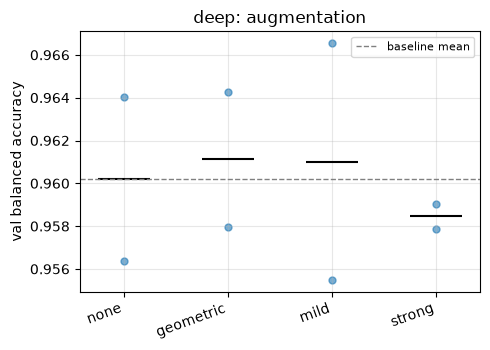 deep: augmentation
baseline mean
val balanced accuracy
0.966
0.964
0.962
0.960
0.958
0.956
none
geometric
mild
strong